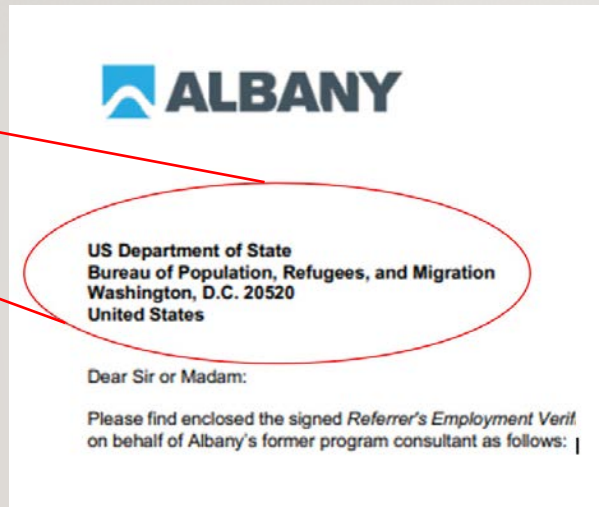 ALBANY
US Department of State
Bureau of Population, Refugees, and Migration
Washington, D.C. 20520
United States
Dear Sir or Madam:
Please find enclosed the signed Referrer's Employment
on behalf of Albany's former program consultant as follows: